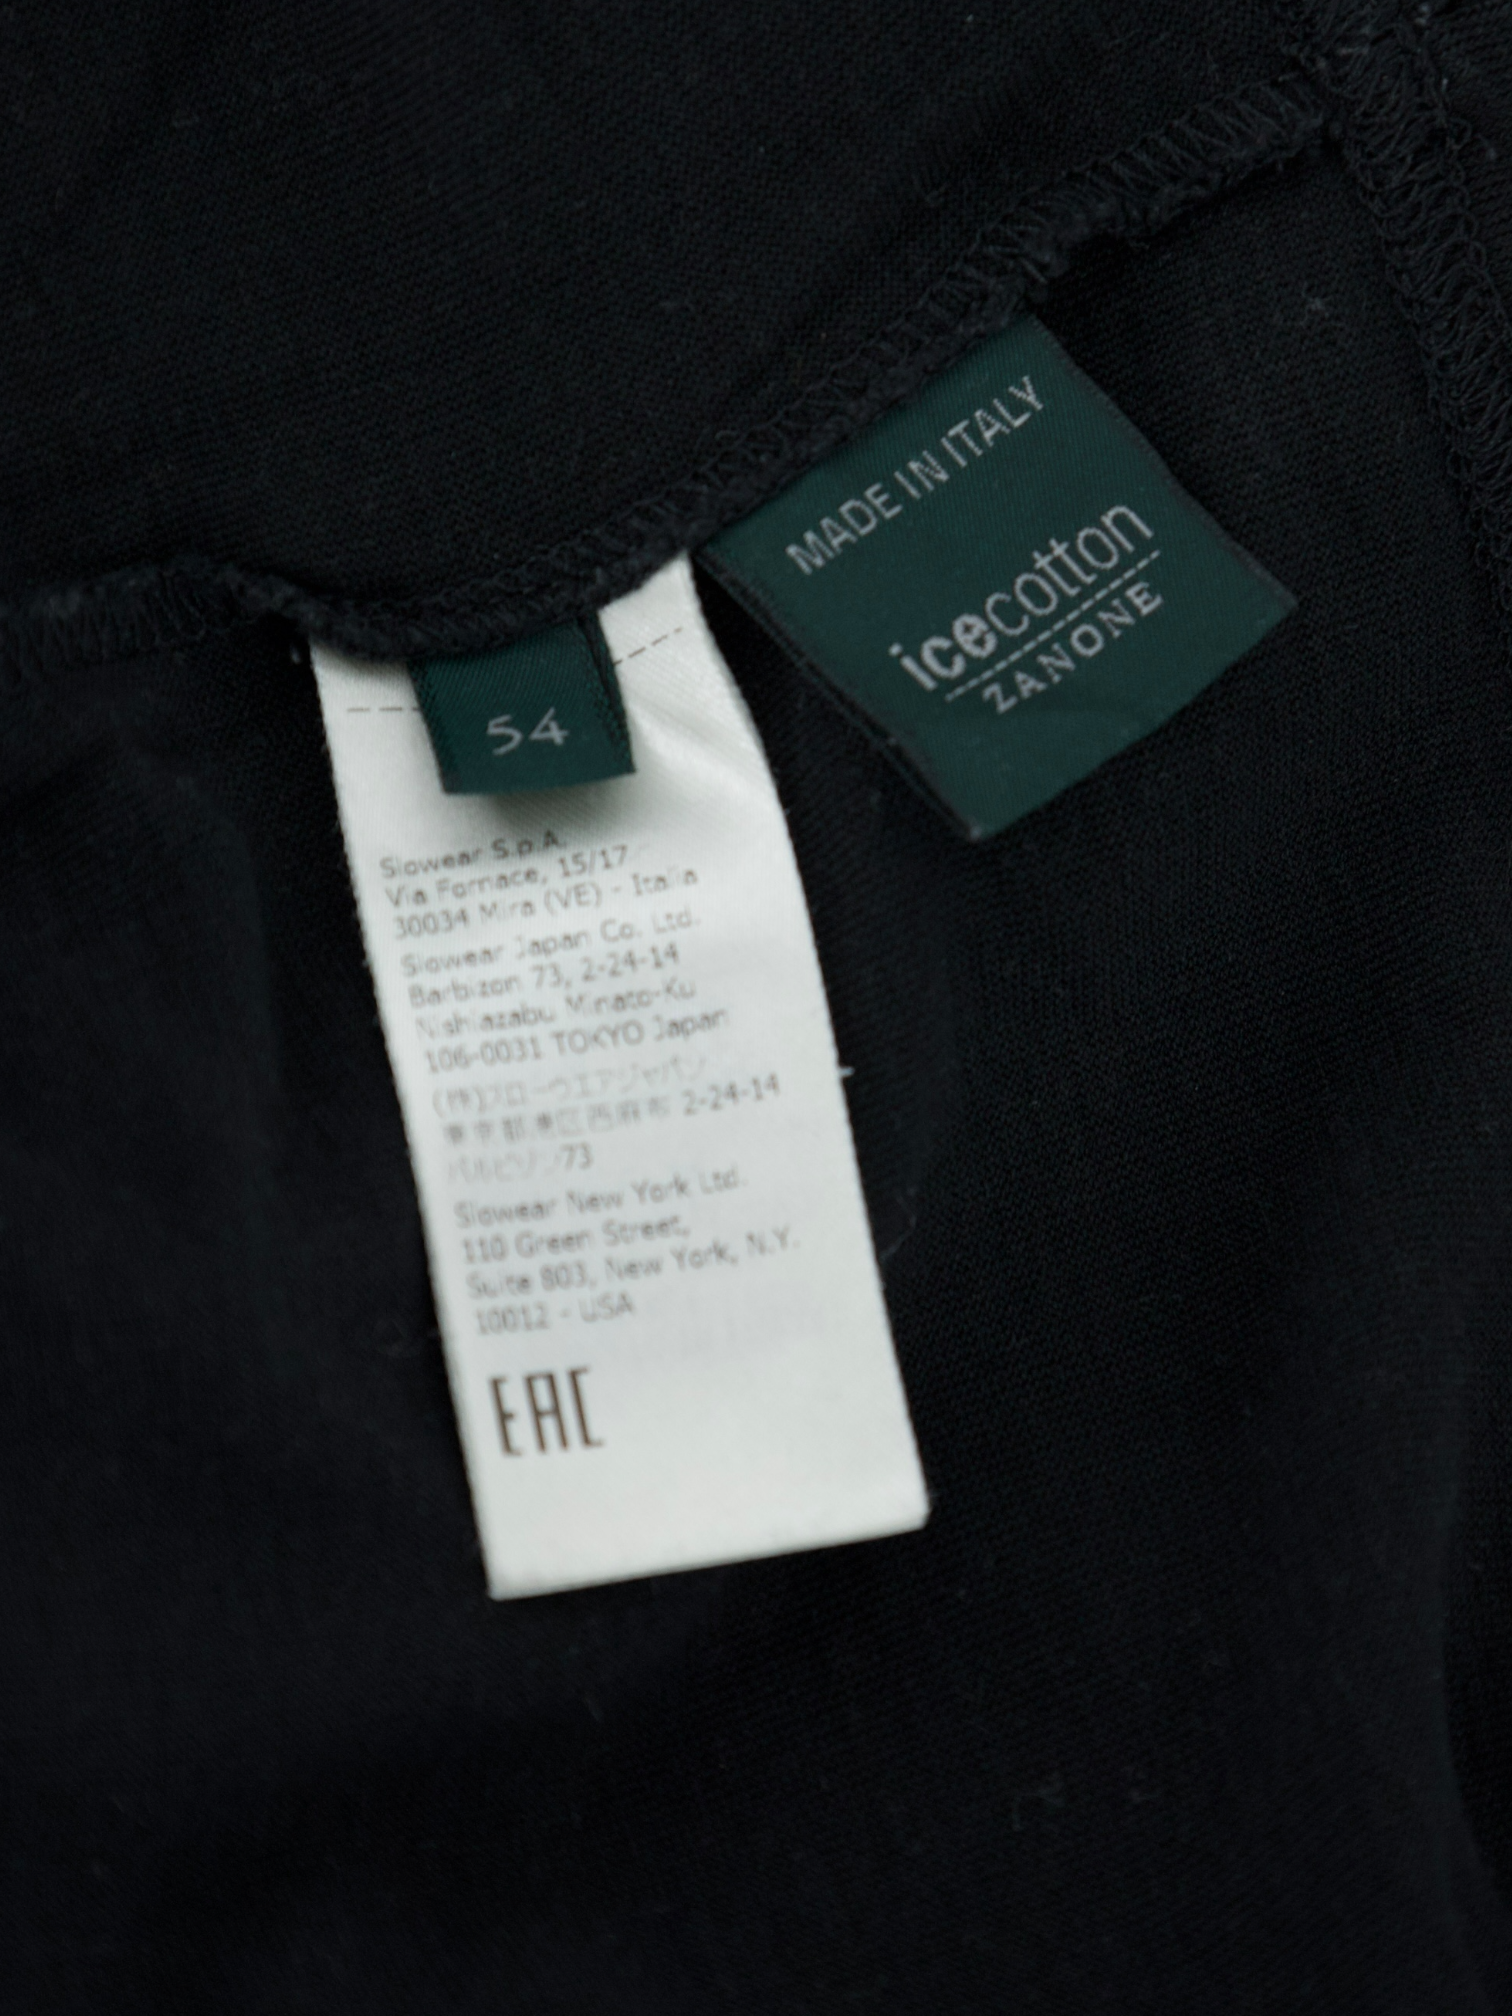 MADE IN ITALY
icecotton
ZANONE
54
Slowear S.p.A.
Via Fornace, 15/17
30034 Mira (VE) - Italia
Slowear Japan Co. Ltd.
Barbizon 73, 2-24-14
Nishiazabu Minato-Ku
106-0031 TOKYO Japan
(株)スローウエアジャパン
東京都港区西麻布 2-24-14
バルビゾン73
Slowear New York Ltd.
110 Green Street,
Suite 803, New York, N.Y.
10012 - USA
EAC